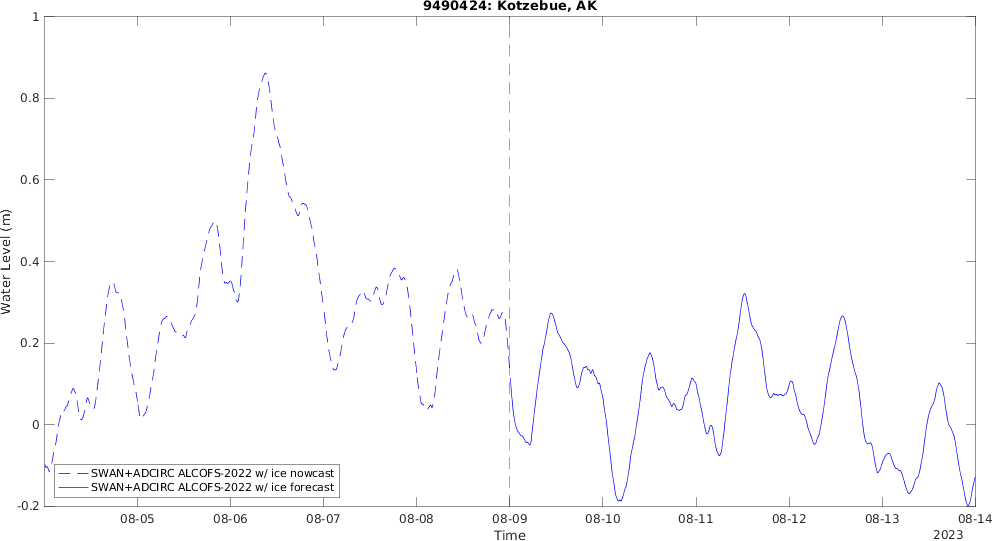 9490424: Kotzebue, AK
1
0.8
0.6
0.4
0.2
0
-0.2
Water Level (m)
SWAN+ADCIRC ALCOFS-2022 w/ ice nowcast
SWAN+ADCIRC ALCOFS-2022 w/ ice forecast
08-05 08-06 08-07 08-08 08-09 08-10 08-11 08-12 08-13 08-14
Time
2023